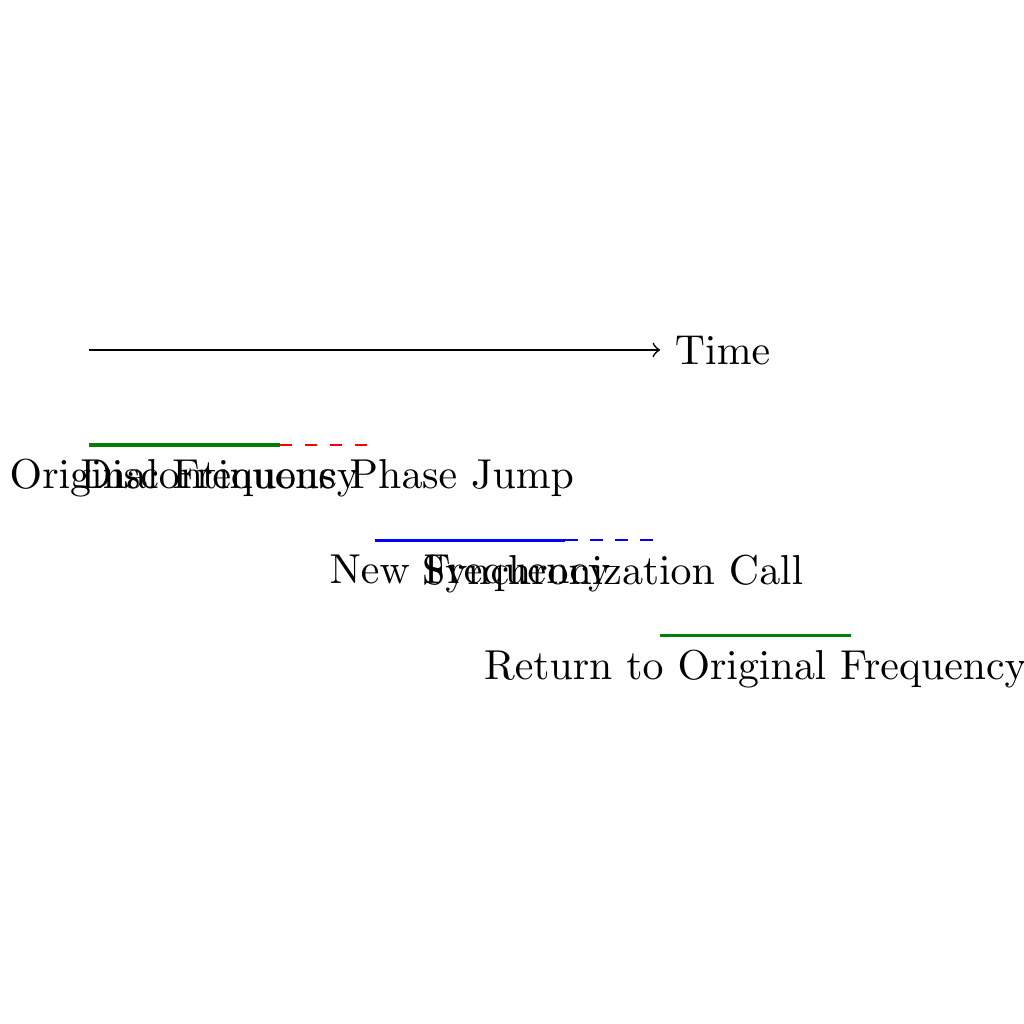 Time
Original Frequency
Discontinuous Phase Jump
New Frequency
Synchronization Call
Return to Original Frequency